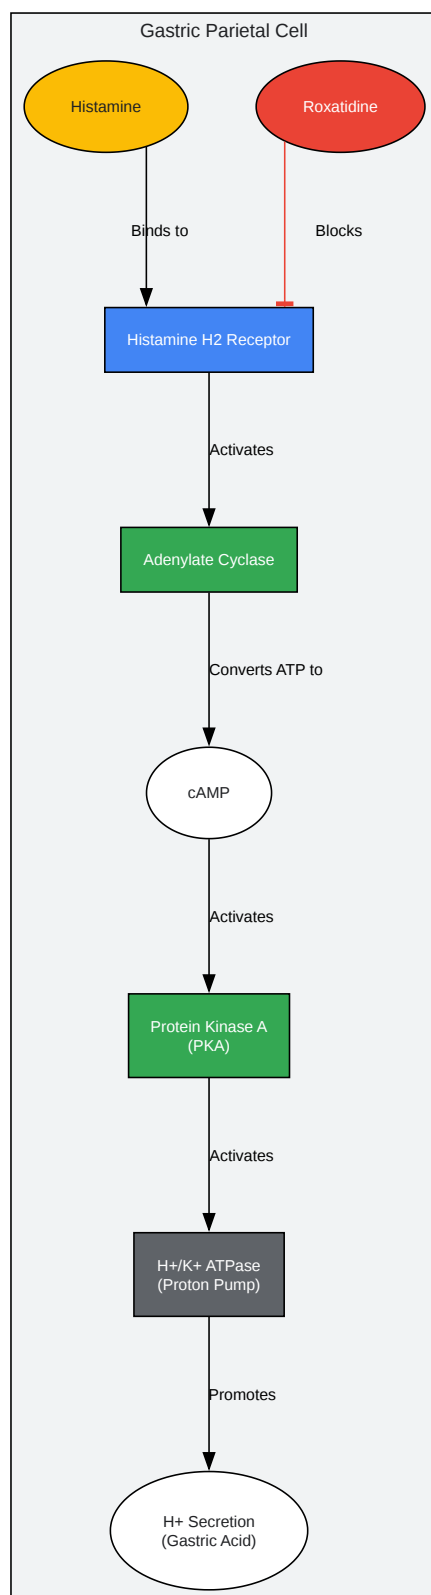 Gastric Parietal Cell
Histamine
Roxatidine
Binds to
Blocks
Histamine H2 Receptor
Activates
Adenylate Cyclase
Converts ATP to
cAMP
Activates
Protein Kinase A
(PKA)
Activates
H+/K+ ATPase
(Proton Pump)
Promotes
H+ Secretion
(Gastric Acid)